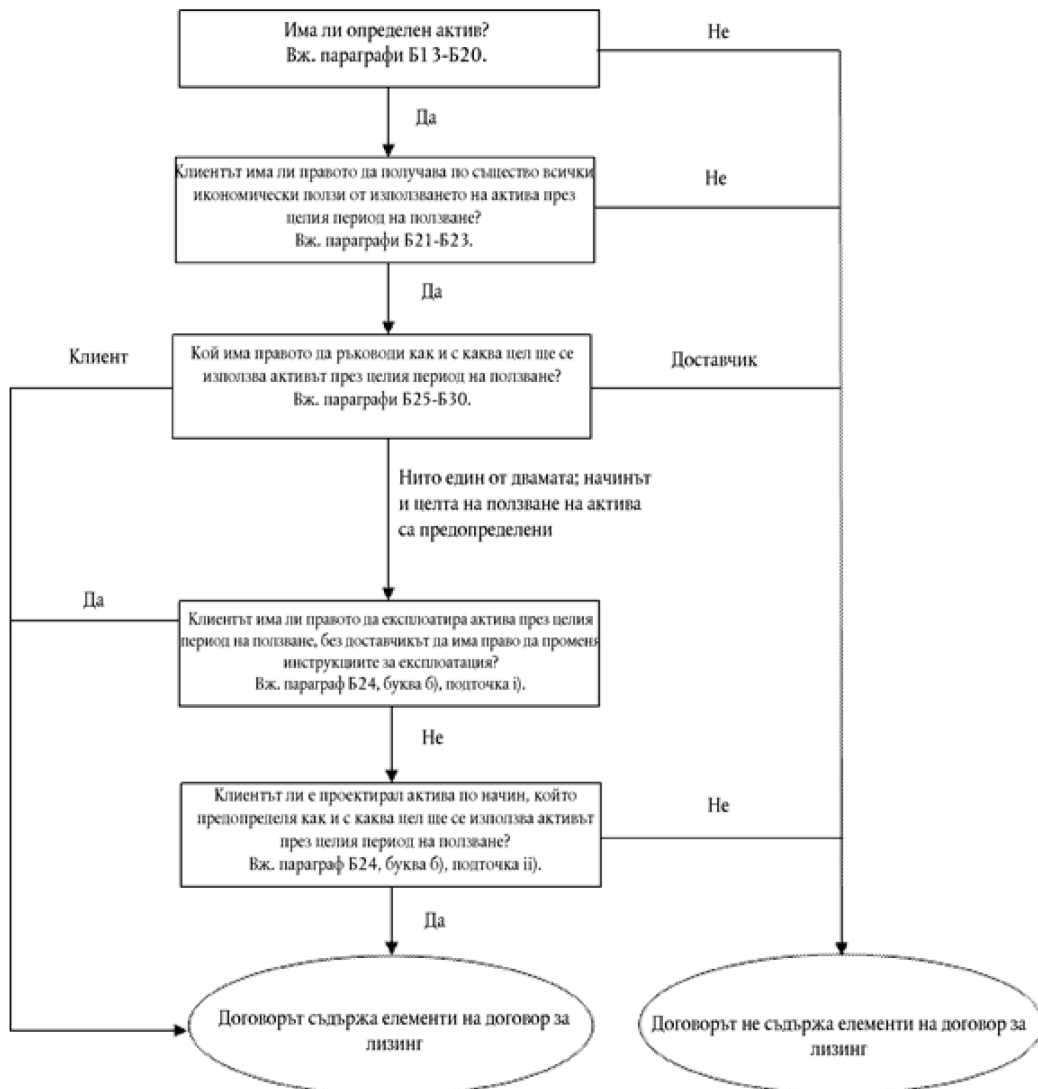 Има ли определен актив?
Вж. параграфи Б13-Б20.
Не
Да
Клиентът има ли правото да получава по същество всички
икономически ползи от използването на актива през
целия период на ползване?
Вж. параграфи Б21-Б23.
Не
Да
Клиент
Кой има правото да ръководи как и с каква цел ще се
използва активът през целия период на ползване?
Вж. параграфи Б25-Б30.
Доставчик
Нито един от двамата; начинът
и целта на ползване на актива
са предопределени
Да
Клиентът има ли правото да експлоатира актива през целия
период на ползване, без доставчикът да има право да променя
инструкциите за експлоатация?
Вж. параграф Б24, буква б), подточка i).
Не
Клиентът ли е проектирал актива по начин, който
предопределя как и с каква цел ще се използва активът
през целия период на ползване?
Вж. параграф Б24, буква б), подточка ii).
Не
Да
Договорът съдържа елементи на договор за
лизинг
Договорът не съдържа елементи на договор за
лизинг